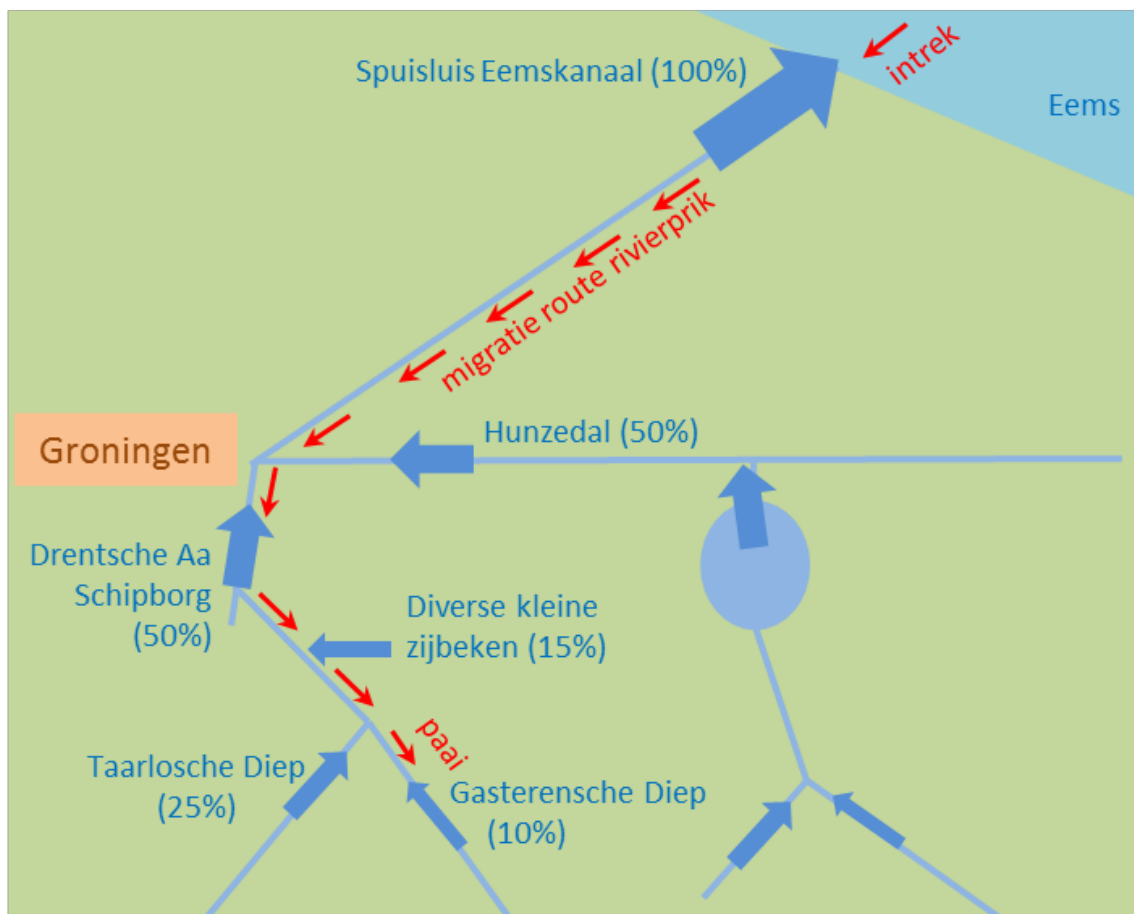 Spuisluis Eemskanaal (100%)
intrek
Eems
migratie route rivierprik
Groningen
Hunzedal (50%)
Drentsche Aa
Schipborg
(50%)
Diverse kleine
zijbeken (15%)
paai
Taarlosche Diep
(25%)
Gasterensche Diep
(10%)